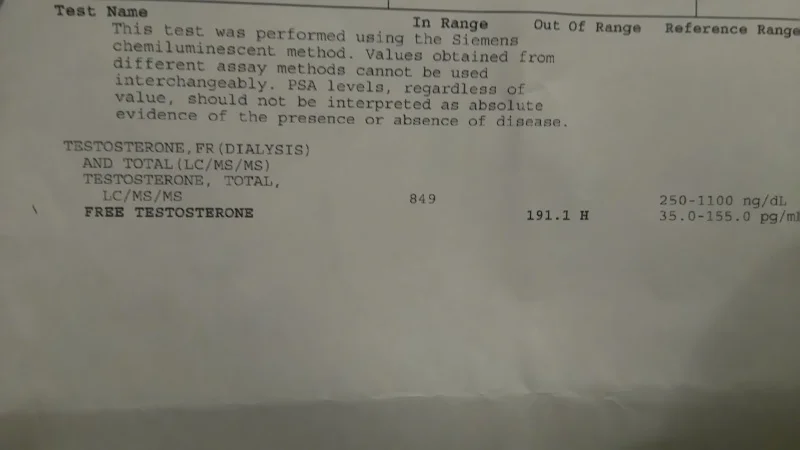 Test Name In Range Out Of Range Reference Range
This test was performed using the Siemens
chemiluminescent method. Values obtained from
different assay methods cannot be used
interchangeably. PSA levels, regardless of
value, should not be interpreted as absolute
evidence of the presence or absence of disease.
TESTOSTERONE, FR (DIALYSIS)
AND TOTAL (LC/MS/MS)
TESTOSTERONE, TOTAL,
LC/MS/MS 849 250-1100 ng/dL
FREE TESTOSTERONE 191.1 H 35.0-155.0 pg/mL